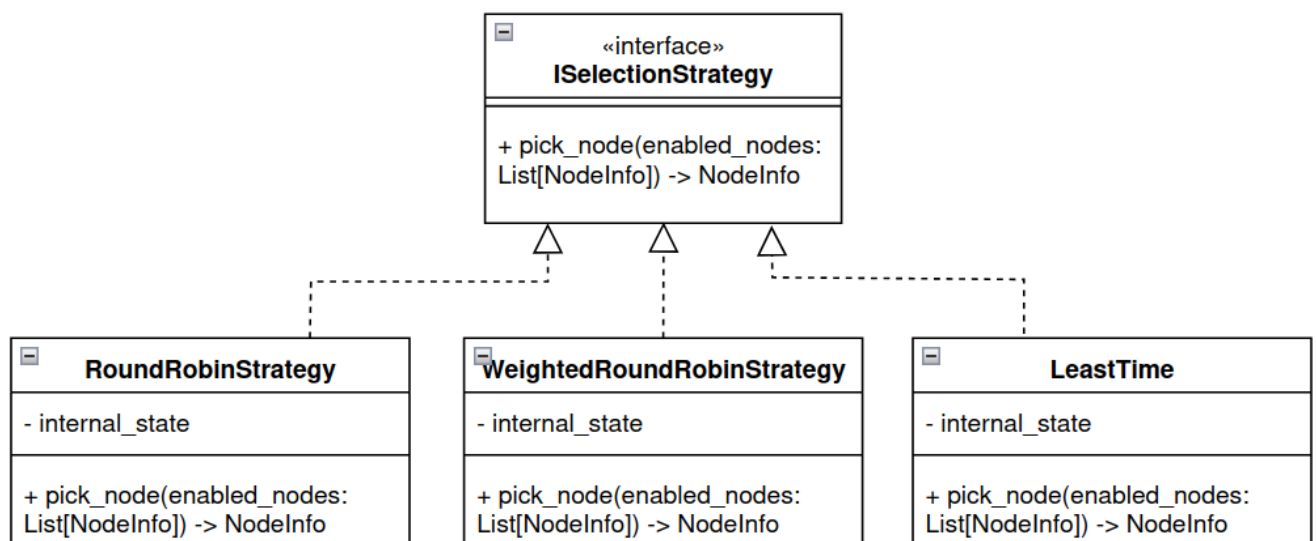 «interface»
ISelectionStrategy
+ pick_node(enabled_nodes:
List[NodeInfo]) -> NodeInfo
RoundRobinStrategy
- internal_state
+ pick_node(enabled_nodes:
List[NodeInfo]) -> NodeInfo
WeightedRoundRobinStrategy
- internal_state
+ pick_node(enabled_nodes:
List[NodeInfo]) -> NodeInfo
LeastTime
- internal_state
+ pick_node(enabled_nodes:
List[NodeInfo]) -> NodeInfo